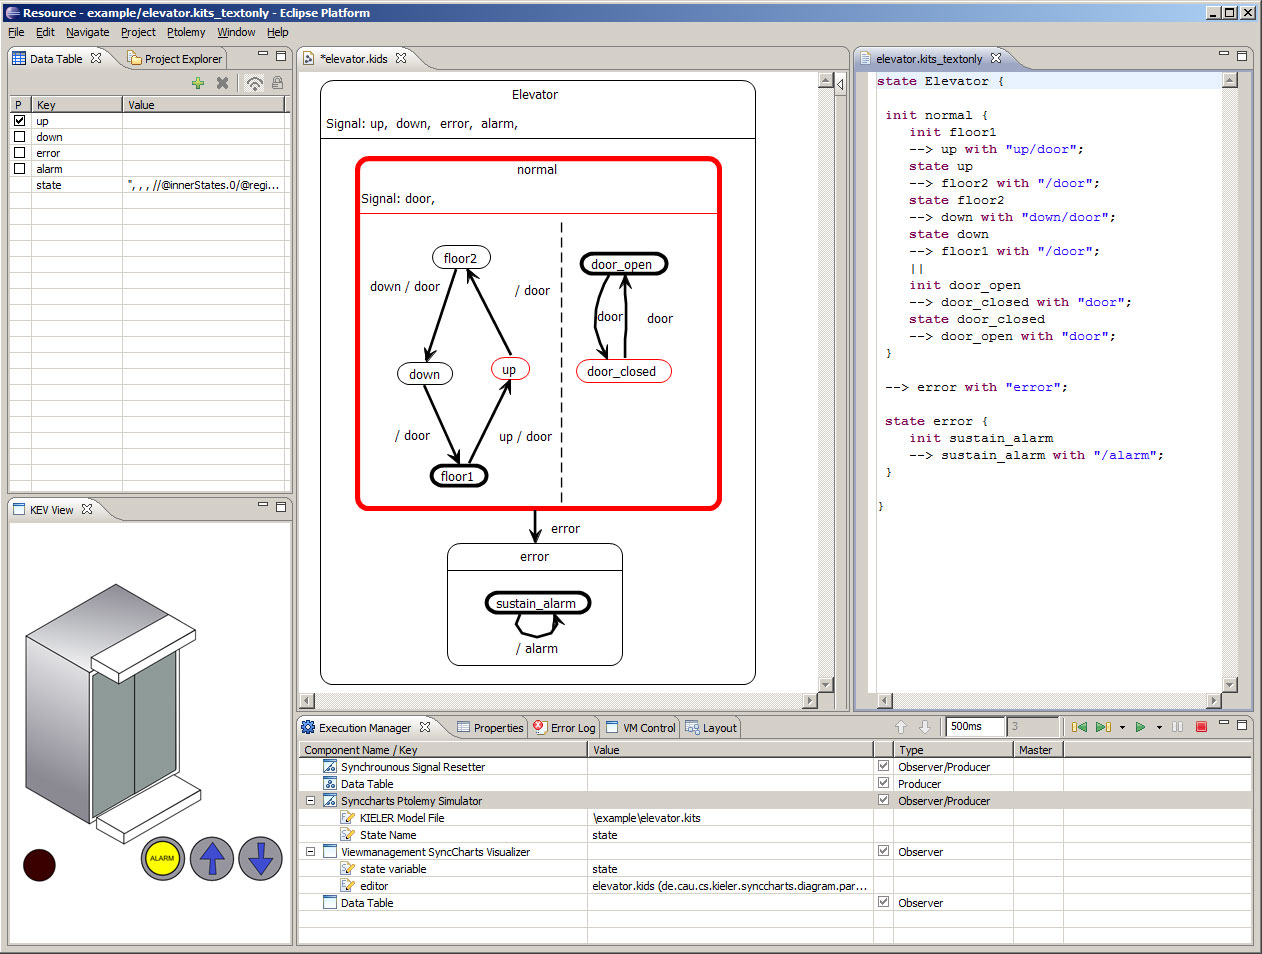 Resource - example/elevator.kits_textonly - Eclipse Platform
File Edit Navigate Project Ptolemy Window Help
Data Table Project Explorer
P Key Value
up
down
error
alarm
state ", , , //@innerStates.0/@regi...
KEV View
ALARM
*elevator.kids
Elevator
Signal: up, down, error, alarm,
normal
Signal: door,
floor2
door_open
down / door
/ door
door
door
down
up
door_closed
/ door
up / door
floor1
error
error
sustain_alarm
/ alarm
elevator.kits_textonly
state Elevator {
init normal {
init floor1
--> up with "up/door";
state up
--> floor2 with "/door";
state floor2
--> down with "down/door";
state down
--> floor1 with "/door";
||
init door_open
--> door_closed with "door";
state door_closed
--> door_open with "door";
}
--> error with "error";
state error {
init sustain_alarm
--> sustain_alarm with "/alarm";
}
}
Execution Manager Properties Error Log VM Control Layout 500ms 3
Component Name / Key Value Type Master
Synchrounous Signal Resetter Observer/Producer
Data Table Producer
Synccharts Ptolemy Simulator Observer/Producer
KIELER Model File \example\elevator.kits
State Name state
Viewmanagement SyncCharts Visualizer Observer
state variable state
editor elevator.kids (de.cau.cs.kieler.synccharts.diagram.par...
Data Table Observer